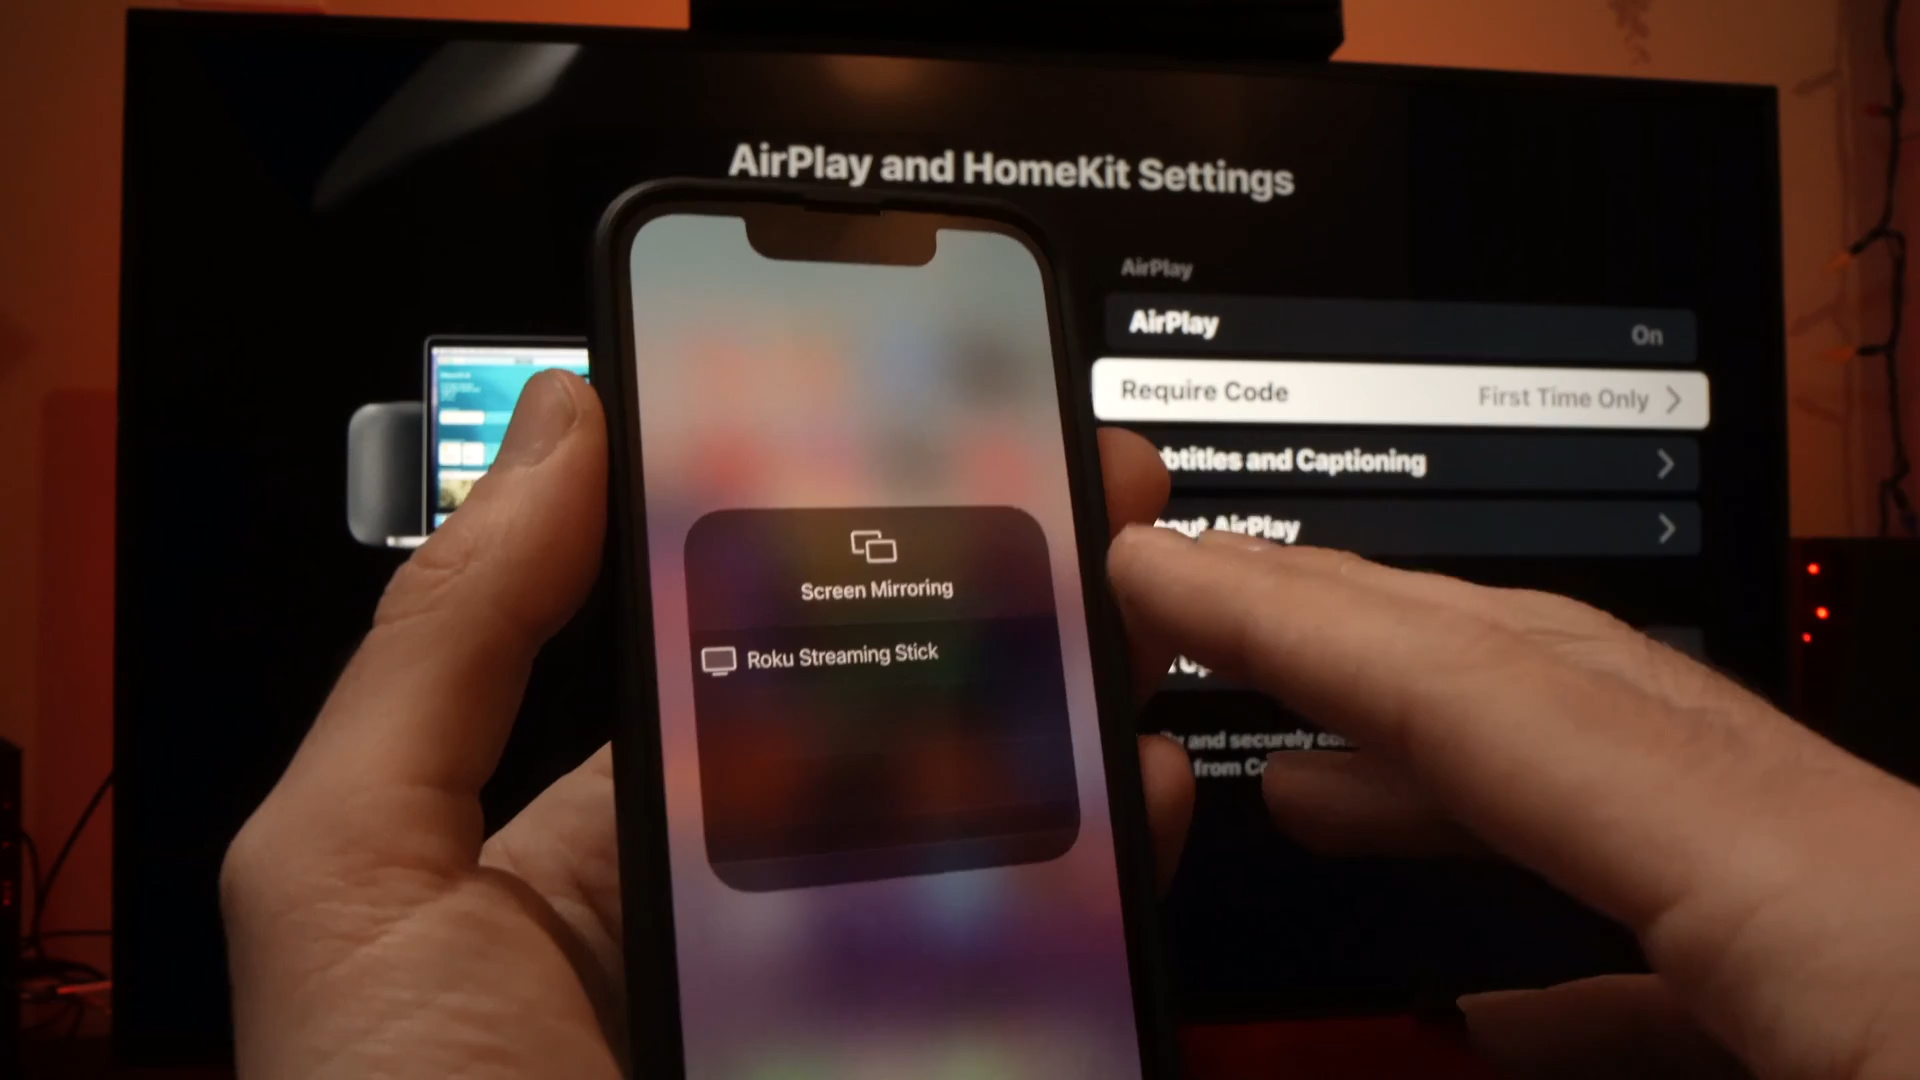 AirPlay and HomeKit Settings
AirPlay
AirPlay On
Require Code First Time Only
btitles and Captioning
out AirPlay
and securely
from
Screen Mirroring
Roku Streaming Stick